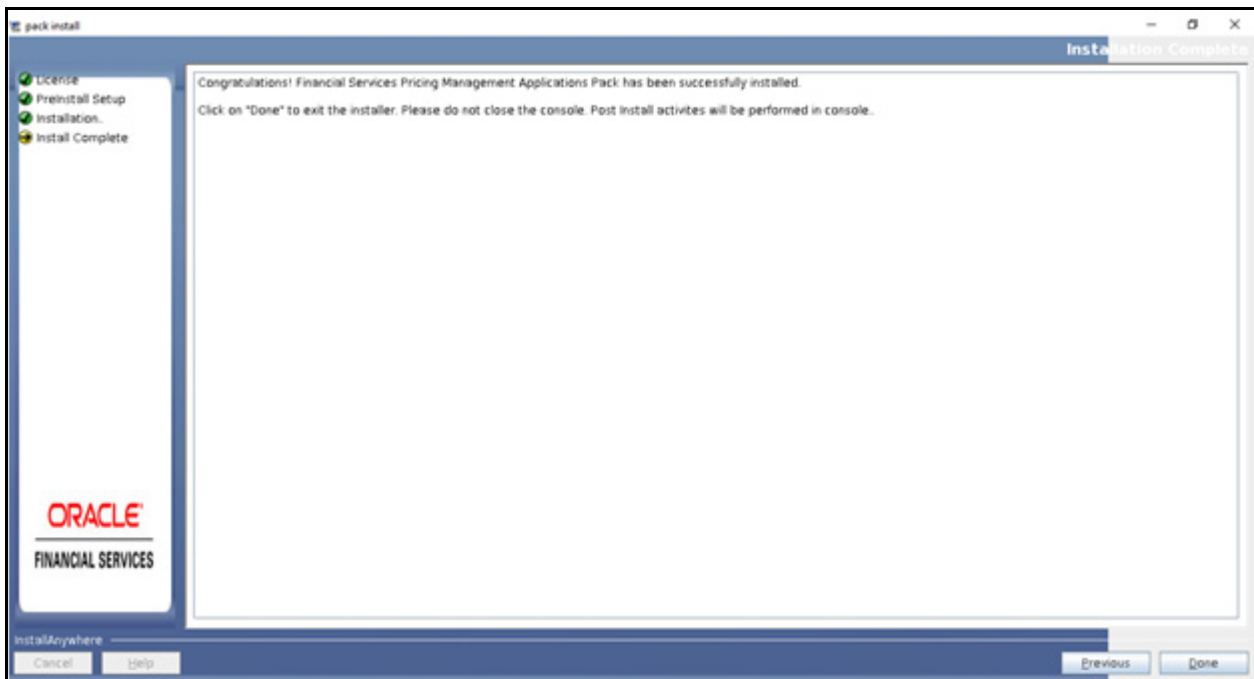 pack install
Installation Complete
License
Preinstall Setup
Installation.
Install Complete
Congratulations! Financial Services Pricing Management Applications Pack has been successfully installed.
Click on "Done" to exit the installer. Please do not close the console. Post Install activites will be performed in console..
ORACLE
FINANCIAL SERVICES
InstallAnywhere
Cancel
Help
Previous
Done